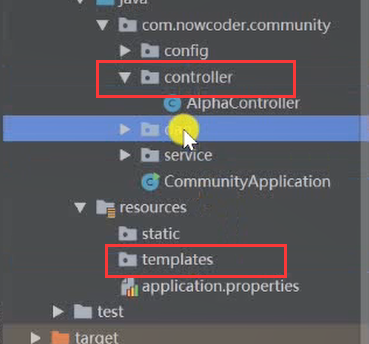 java
com.nowcoder.community
config
controller
AlphaController
service
CommunityApplication
resources
static
templates
application.properties
test
target